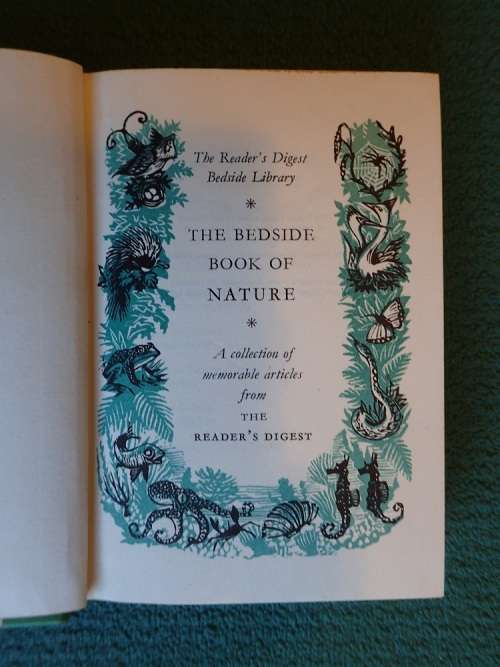 The Reader's Digest
Bedside Library
*
THE BEDSIDE
BOOK OF
NATURE
*
A collection of
memorable articles
from
THE
READER'S DIGEST